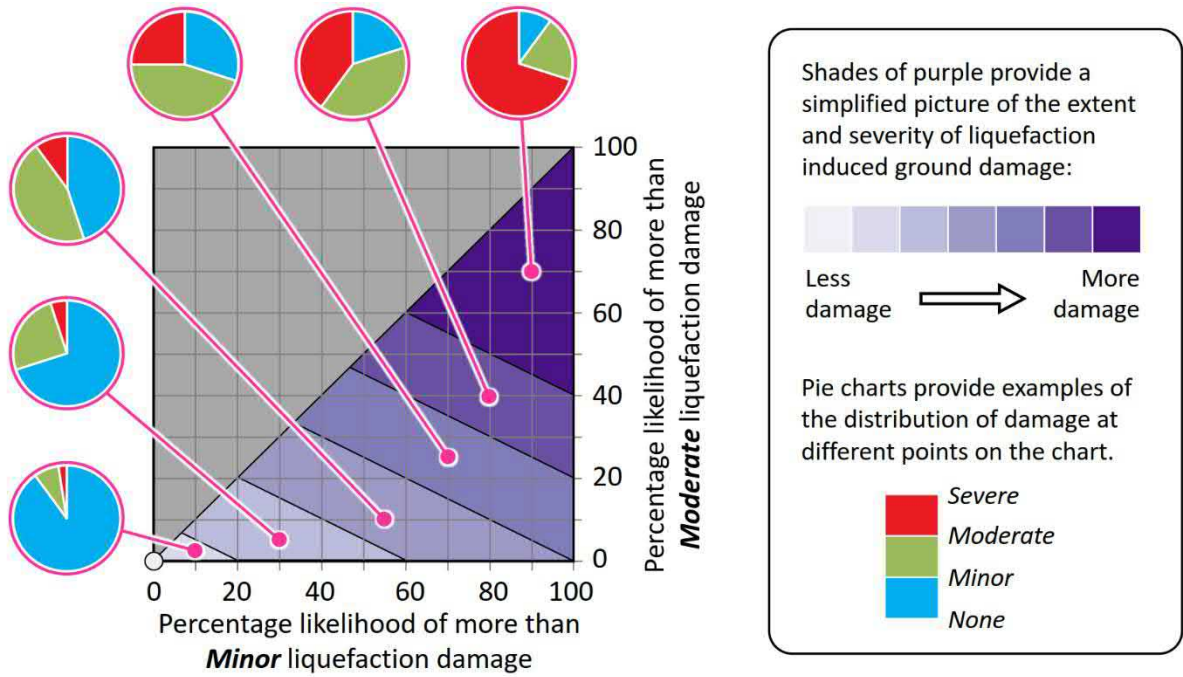 100
80
60
40
20
0
Percentage likelihood of more than
Moderate liquefaction damage
0 20 40 60 80 100
Percentage likelihood of more than
Minor liquefaction damage
Shades of purple provide a
simplified picture of the extent
and severity of liquefaction
induced ground damage:
Less
damage
More
damage
Pie charts provide examples of
the distribution of damage at
different points on the chart.
Severe
Moderate
Minor
None